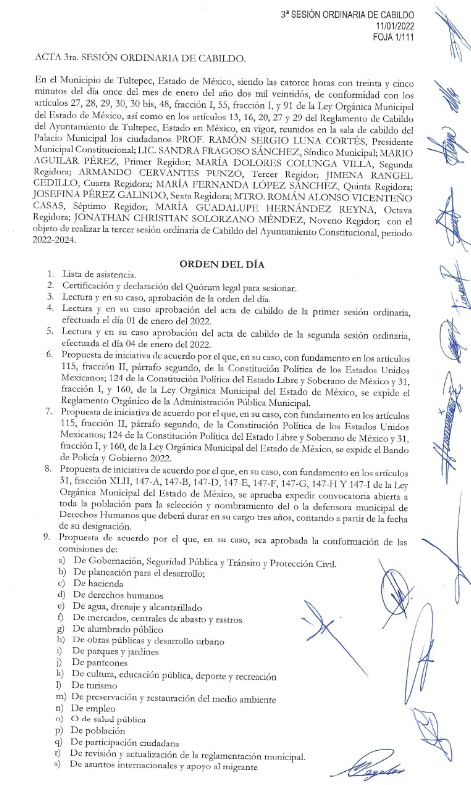 3ª SESIÓN ORDINARIA DE CABILDO
11/01/2022
FOJA 1/111
ACTA 3ra. SESIÓN ORDINARIA DE CABILDO.
En el Municipio de Tultepec, Estado de México, siendo las catorce horas con treinta y cinco
minutos del día once del mes de enero del año dos mil veintidós, de conformidad con los
artículos 27, 28, 29, 30, 30 bis, 48, fracción I, 55, fracción I, y 91 de la Ley Orgánica Municipal
del Estado de México, así como en los artículos 13, 16, 20, 27 y 29 del Reglamento de Cabildo
del Ayuntamiento de Tultepec, Estado en México, en vigor, reunidos en la sala de cabildo del
Palacio Municipal los ciudadanos PROF. RAMÓN SERGIO LUNA CORTÉS, Presidente
Municipal Constitucional; LIC. SANDRA FRAGOSO SÁNCHEZ, Síndico Municipal; MARIO
AGUILAR PÉREZ, Primer Regidor; MARÍA DOLORES COLUNGA VILLA, Segunda
Regidora; ARMANDO CERVANTES PUNZO, Tercer Regidor; JIMENA RANGEL
CEDILLO, Cuarta Regidor; MARÍA FERNANDA LÓPEZ SÁNCHEZ, Quinta Regidora;
JOSEFINA PÉREZ GALINDO, Sexta Regidora; MTRO. ROMÁN ALONSO VICENTEÑO
CASAS, Séptimo Regidor; MARÍA GUADALUPE HERNÁNDEZ REYNA, Octava
Regidora; JONATHAN CHRISTIAN SOLORZANO MÉNDEZ, Noveno Regidor; con el
objeto de realizar la tercer sesión ordinaria de Cabildo del Ayuntamiento Constitucional, periodo
2022-2024.
ORDEN DEL DÍA
1. Lista de asistencia.
2. Certificación y declaración del Quórum legal para sesionar.
3. Lectura y en su caso, aprobación de la orden del día.
4. Lectura y en su caso aprobación del acta de cabildo de la primer sesión ordinaria,
efectuada el día 01 de enero del 2022.
5. Lectura y en su caso aprobación del acta de cabildo de la segunda sesión ordinaria,
efectuada el día 04 de enero del 2022.
6. Propuesta de iniciativa de acuerdo por el que, en su caso, con fundamento en los artículos
115, fracción II, párrafo segundo, de la Constitución Política de los Estados Unidos
Mexicanos; 124 de la Constitución Política del Estado Libre y Soberano de México y 31,
fracción I, y 160, de la Ley Orgánica Municipal del Estado de México, se expide el
Reglamento Orgánico de la Administración Pública Municipal.
7. Propuesta de iniciativa de acuerdo por el que, en su caso, con fundamento en los artículos
115, fracción II, párrafo segundo, de la Constitución Política de los Estados Unidos
Mexicanos; 124 de la Constitución Política del Estado Libre y Soberano de México y 31,
fracción I, y 160, de la Ley Orgánica Municipal del Estado de México, se expide el Bando
de Policía y Gobierno 2022.
8. Propuesta de iniciativa de acuerdo por el que, en su caso, con fundamento en los artículos
31, fracción XLII, 147-A, 147-B, 147-D, 147-E, 147-F, 147-G, 147-H Y 147-I de la Ley
Orgánica Municipal del Estado de México, se aprueba expedir convocatoria abierta a
toda la población para la selección y nombramiento del o la defensora municipal de
Derechos Humanos que deberá durar en su cargo tres años, contando a partir de la fecha
de su designación.
9. Propuesta de acuerdo por el que, en su caso, sea aprobada la conformación de las
comisiones de:
a) De Gobernación, Seguridad Pública y Tránsito y Protección Civil.
b) De planeación para el desarrollo;
c) De hacienda
d) De derechos humanos
e) De agua, drenaje y alcantarillado
f) De mercados, centrales de abasto y rastros
g) De alumbrado público
h) De obras públicas y desarrollo urbano
i) De parques y jardines
j) De panteones
k) De cultura, educación pública, deporte y recreación
l) De turismo
m) De preservación y restauración del medio ambiente
n) De empleo
o) O de salud pública
p) De población
q) De participación ciudadana
r) De revisión y actualización de la reglamentación municipal.
s) De asuntos internacionales y apoyo al migrante